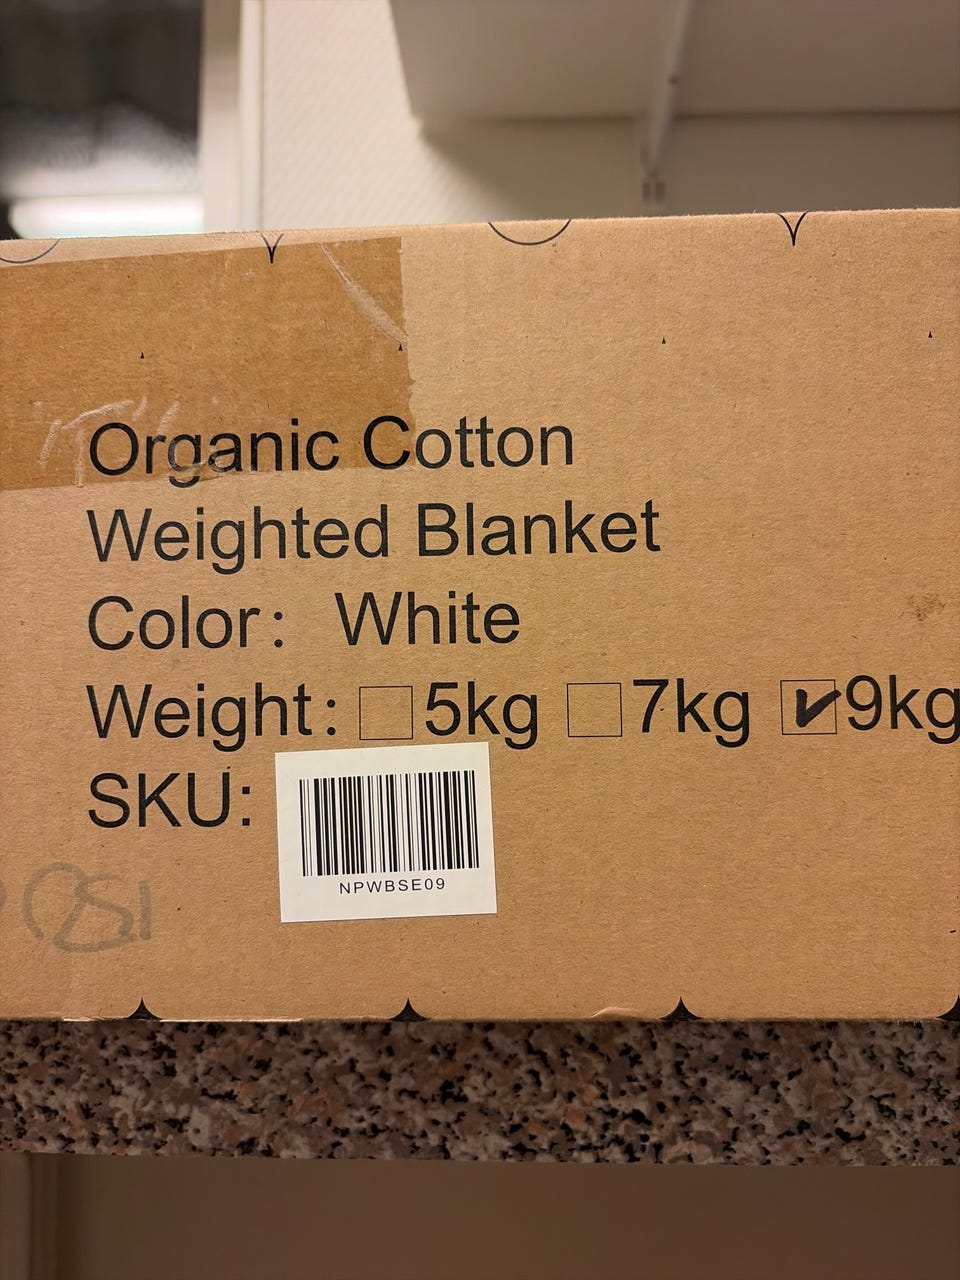 Organic Cotton
Weighted Blanket
Color: White
Weight: ☐5kg ☐7kg ☑9kg
SKU:
NPWBSE09